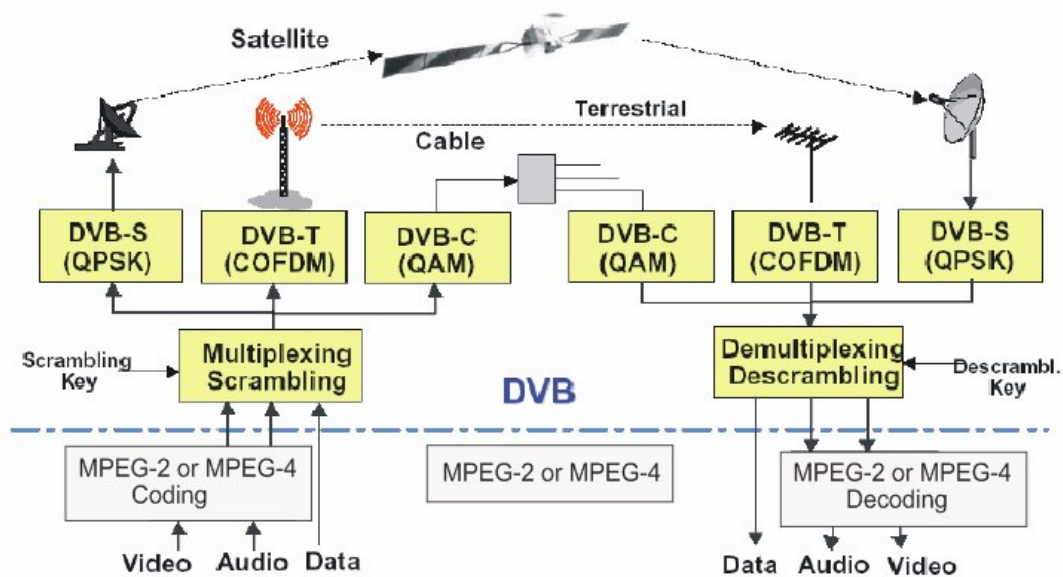 Satellite
Terrestrial
Cable
DVB-S
(QPSK)
DVB-T
(COFDM)
DVB-C
(QAM)
DVB-C
(QAM)
DVB-T
(COFDM)
DVB-S
(QPSK)
Scrambling
Key
Multiplexing
Scrambling
DVB
Demultiplexing
Descrambling
Descrambl.
Key
MPEG-2 or MPEG-4
Coding
MPEG-2 or MPEG-4
MPEG-2 or MPEG-4
Decoding
Video
Audio
Data
Data
Audio
Video